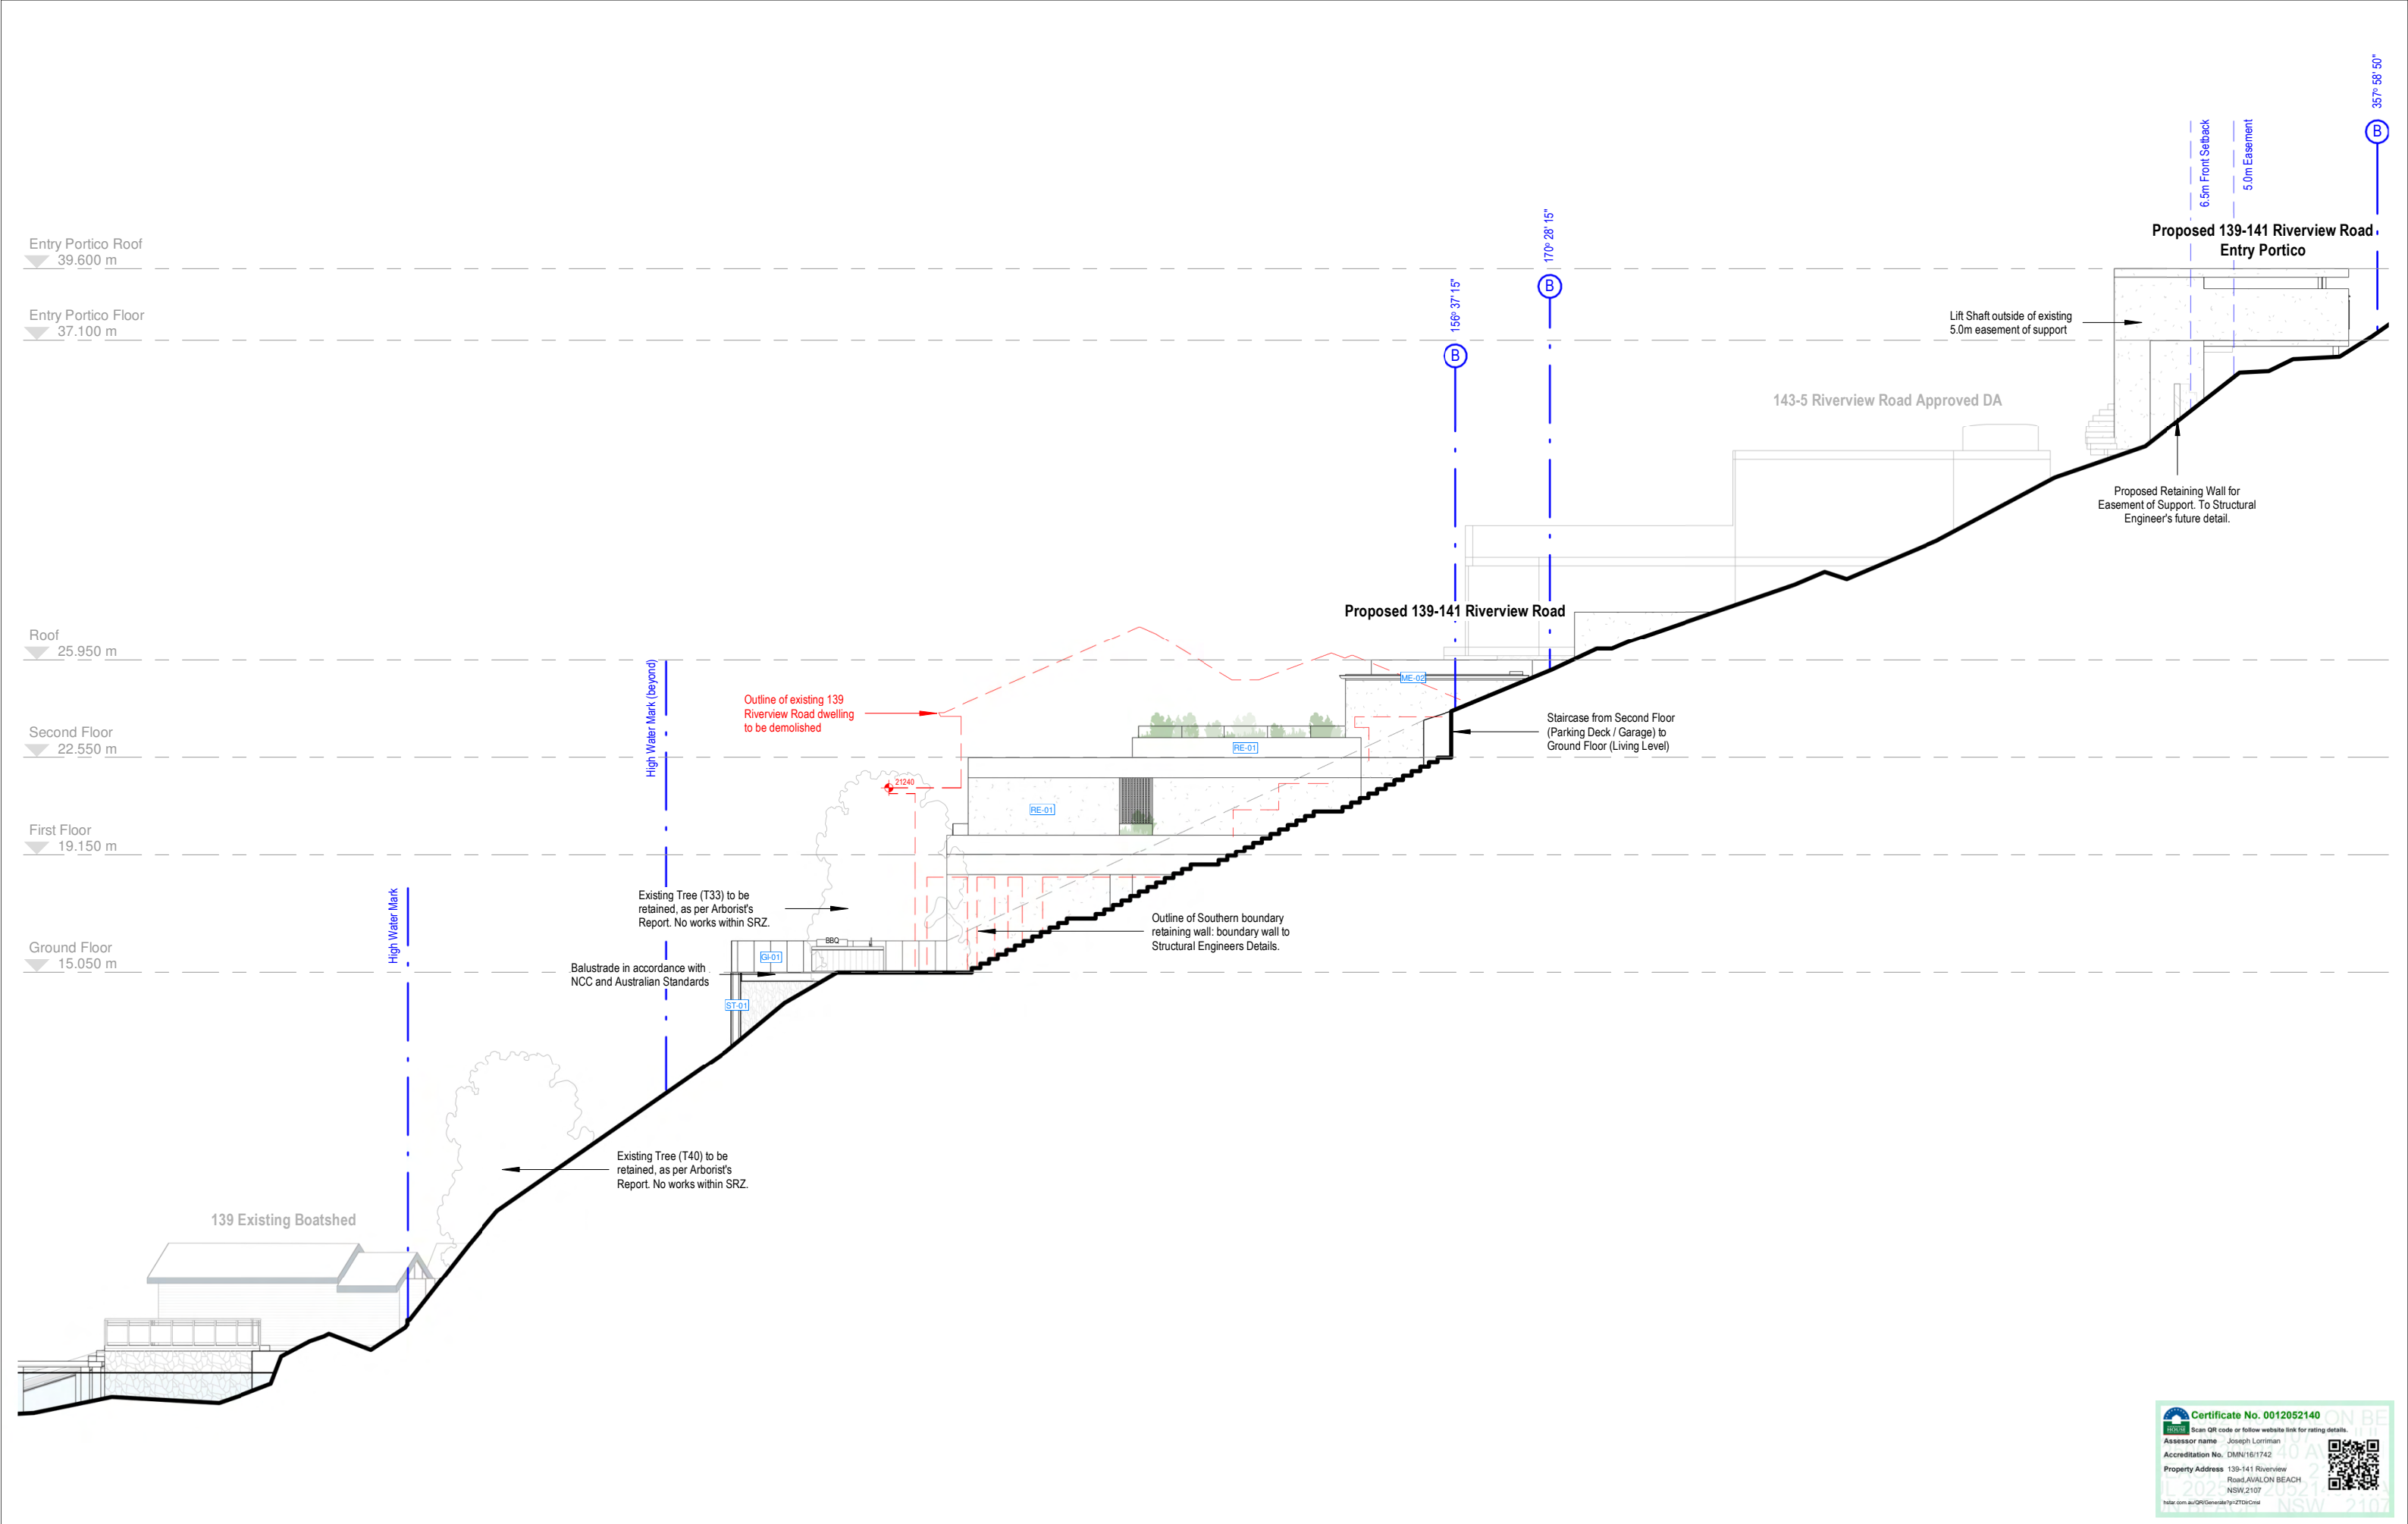 357° 58' 50"
B
6.5m Front Setback
5.0m Easement
Proposed 139-141 Riverview Road
Entry Portico
170° 28' 15"
B
156° 37' 15"
B
Entry Portico Roof
39.600 m
Entry Portico Floor
37.100 m
Lift Shaft outside of existing
5.0m easement of support
143-5 Riverview Road Approved DA
Proposed Retaining Wall for
Easement of Support. To Structural
Engineer's future detail.
Proposed 139-141 Riverview Road
Roof
25.950 m
High Water Mark (beyond)
ME-02
Outline of existing 139
Riverview Road dwelling
to be demolished
Staircase from Second Floor
(Parking Deck / Garage) to
Ground Floor (Living Level)
Second Floor
22.550 m
RE-01
21240
RE-01
First Floor
19.150 m
High Water Mark
Existing Tree (T33) to be
retained, as per Arborist's
Report. No works within SRZ.
Outline of Southern boundary
retaining wall: boundary wall to
Structural Engineers Details.
BBQ
GI-01
Ground Floor
15.050 m
Balustrade in accordance with
NCC and Australian Standards
ST-01
Existing Tree (T40) to be
retained, as per Arborist's
Report. No works within SRZ.
139 Existing Boatshed
Certificate No. 0012052140
Scan QR code or follow website link for rating details.
Assessor name Joseph Lorriman
Accreditation No. DMN/16/1742
Property Address 139-141 Riverview
Road,AVALON BEACH
NSW,2107